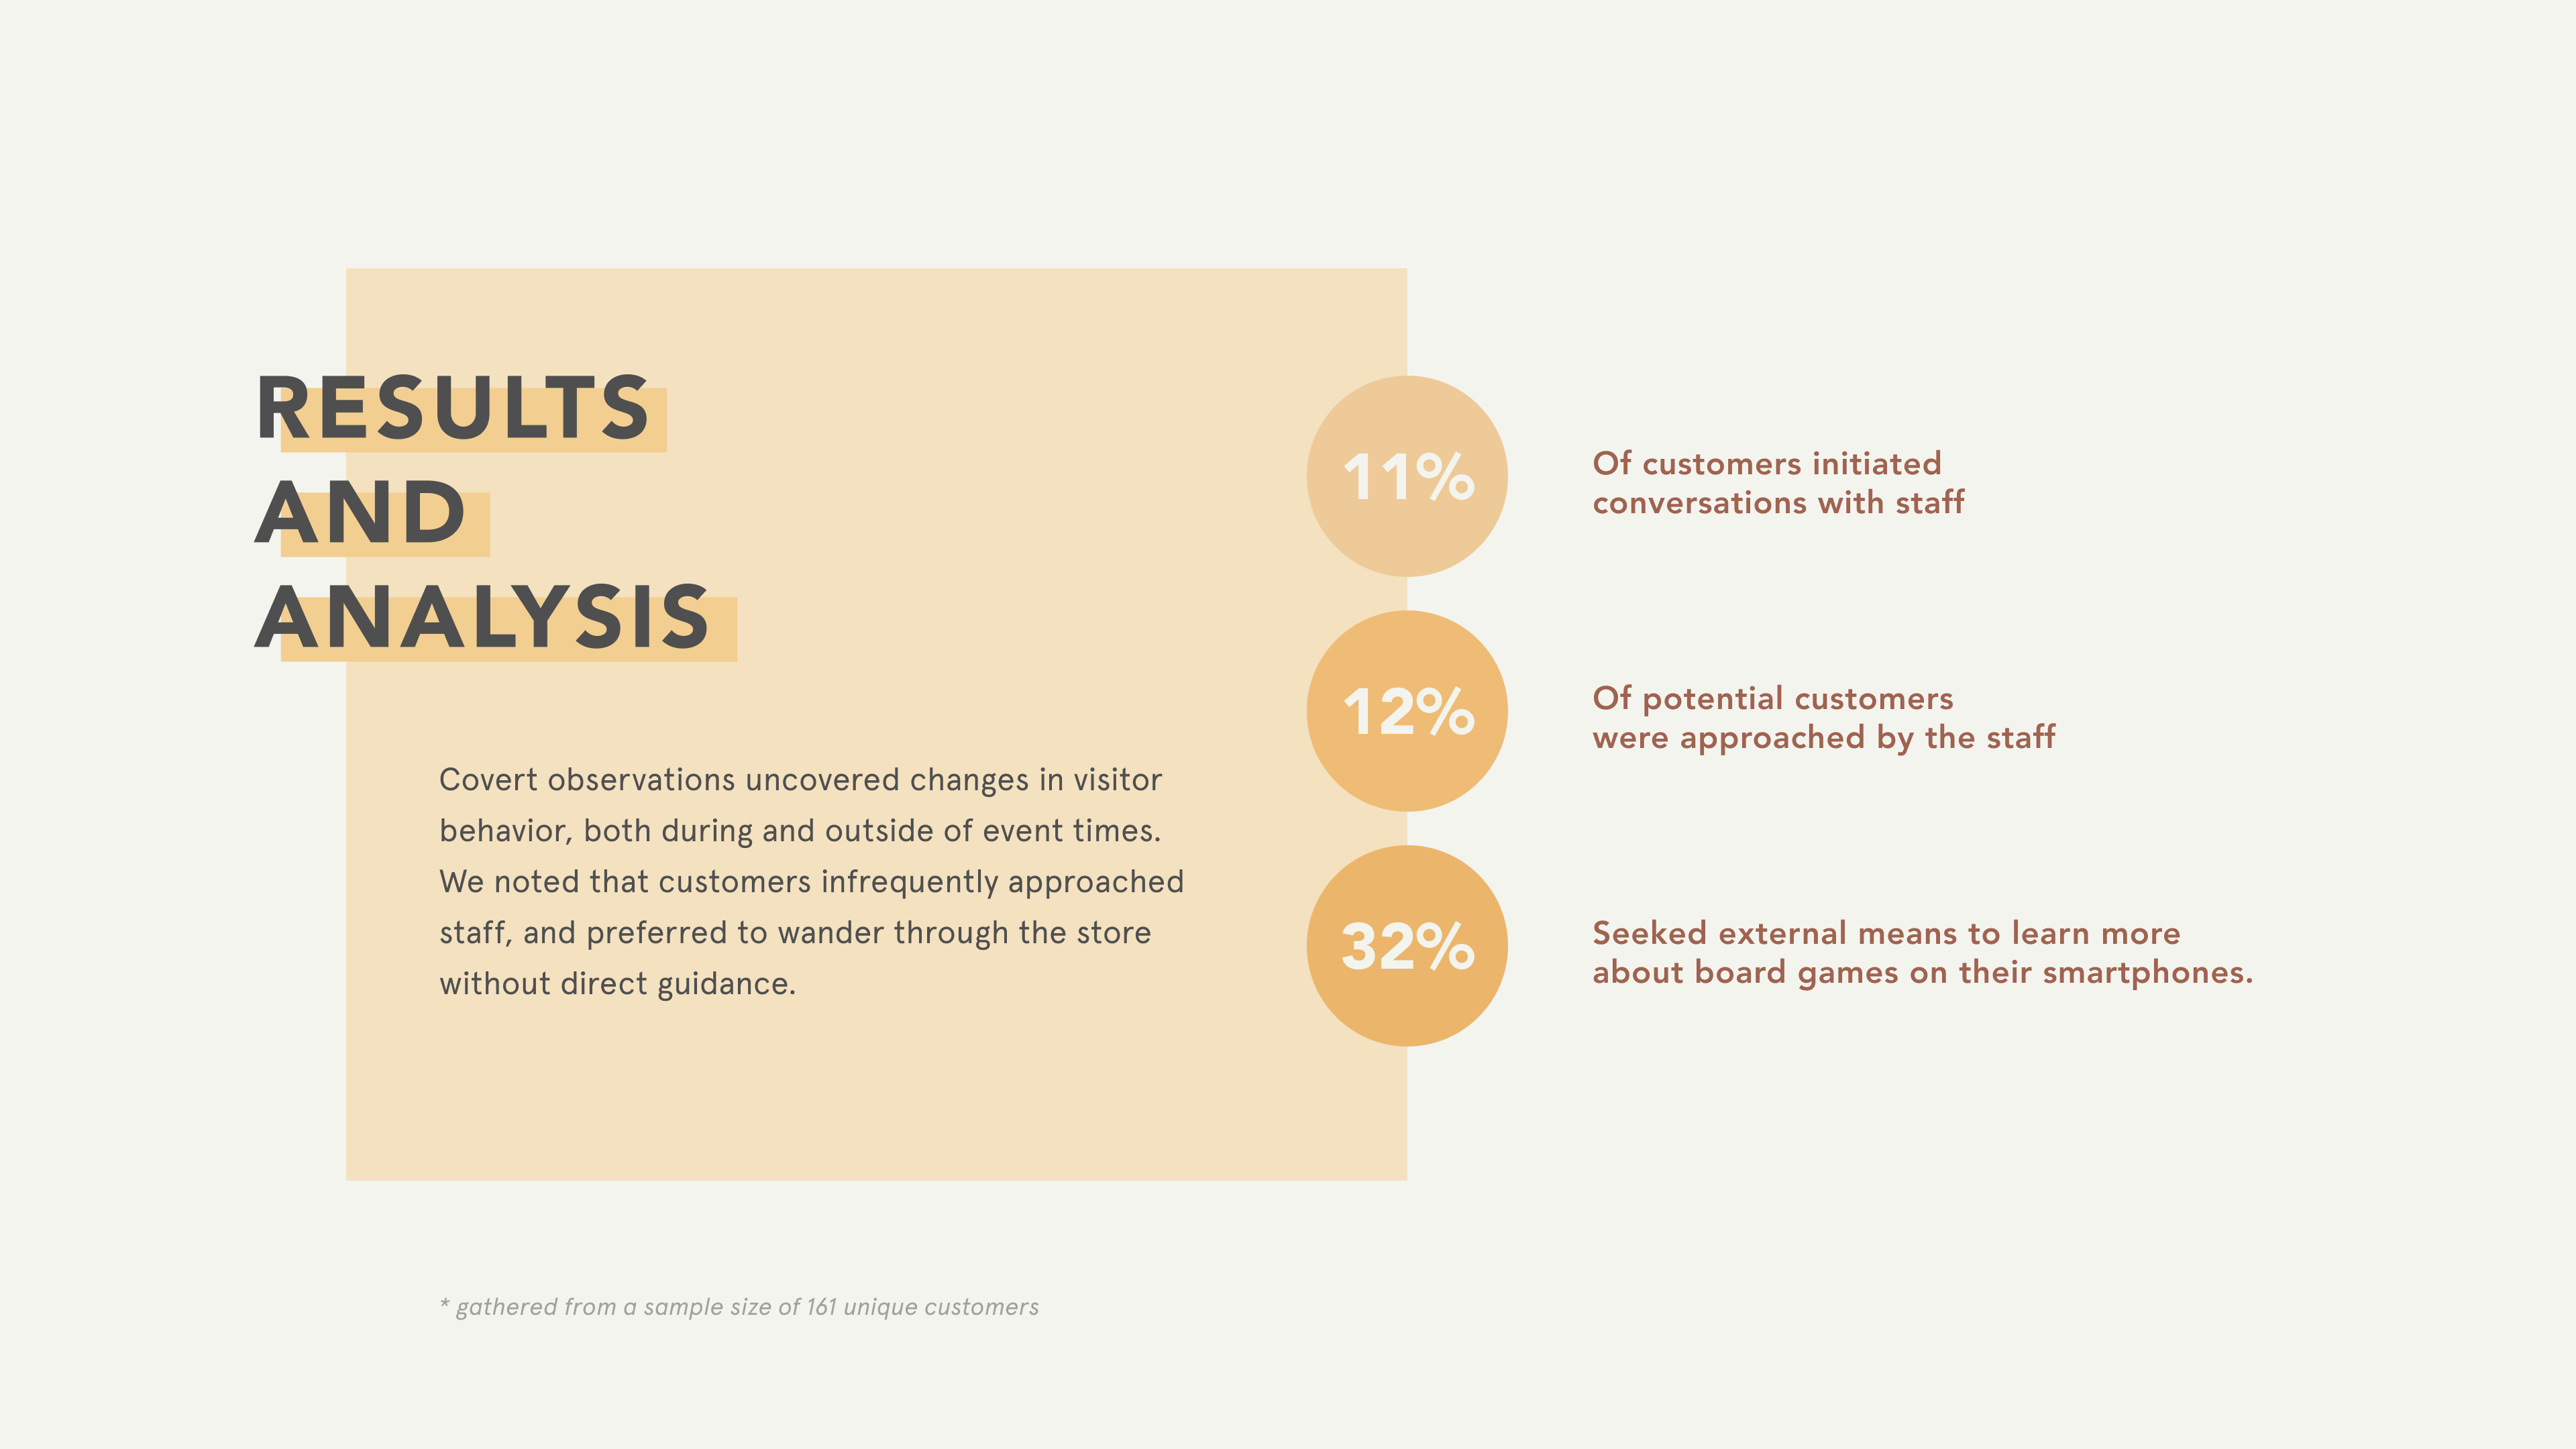 RESULTS
AND
ANALYSIS
Covert observations uncovered changes in visitor
behavior, both during and outside of event times.
We noted that customers infrequently approached
staff, and preferred to wander through the store
without direct guidance.
11%
Of customers initiated
conversations with staff
12%
Of potential customers
were approached by the staff
32%
Seeked external means to learn more
about board games on their smartphones.
* gathered from a sample size of 161 unique customers